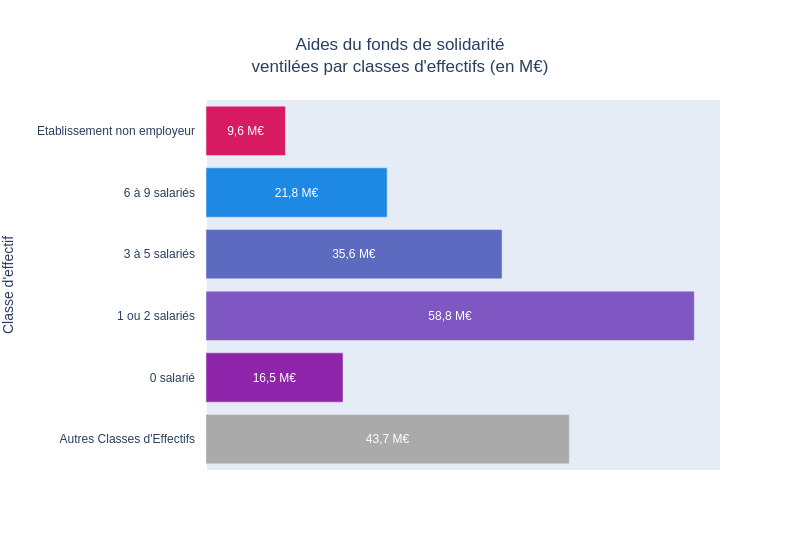 Aides du fonds de solidarité
ventilées par classes d'effectifs (en M€)
Classe d'effectif
Etablissement non employeur
9,6 M€
6 à 9 salariés
21,8 M€
3 à 5 salariés
35,6 M€
1 ou 2 salariés
58,8 M€
0 salarié
16,5 M€
Autres Classes d'Effectifs
43,7 M€